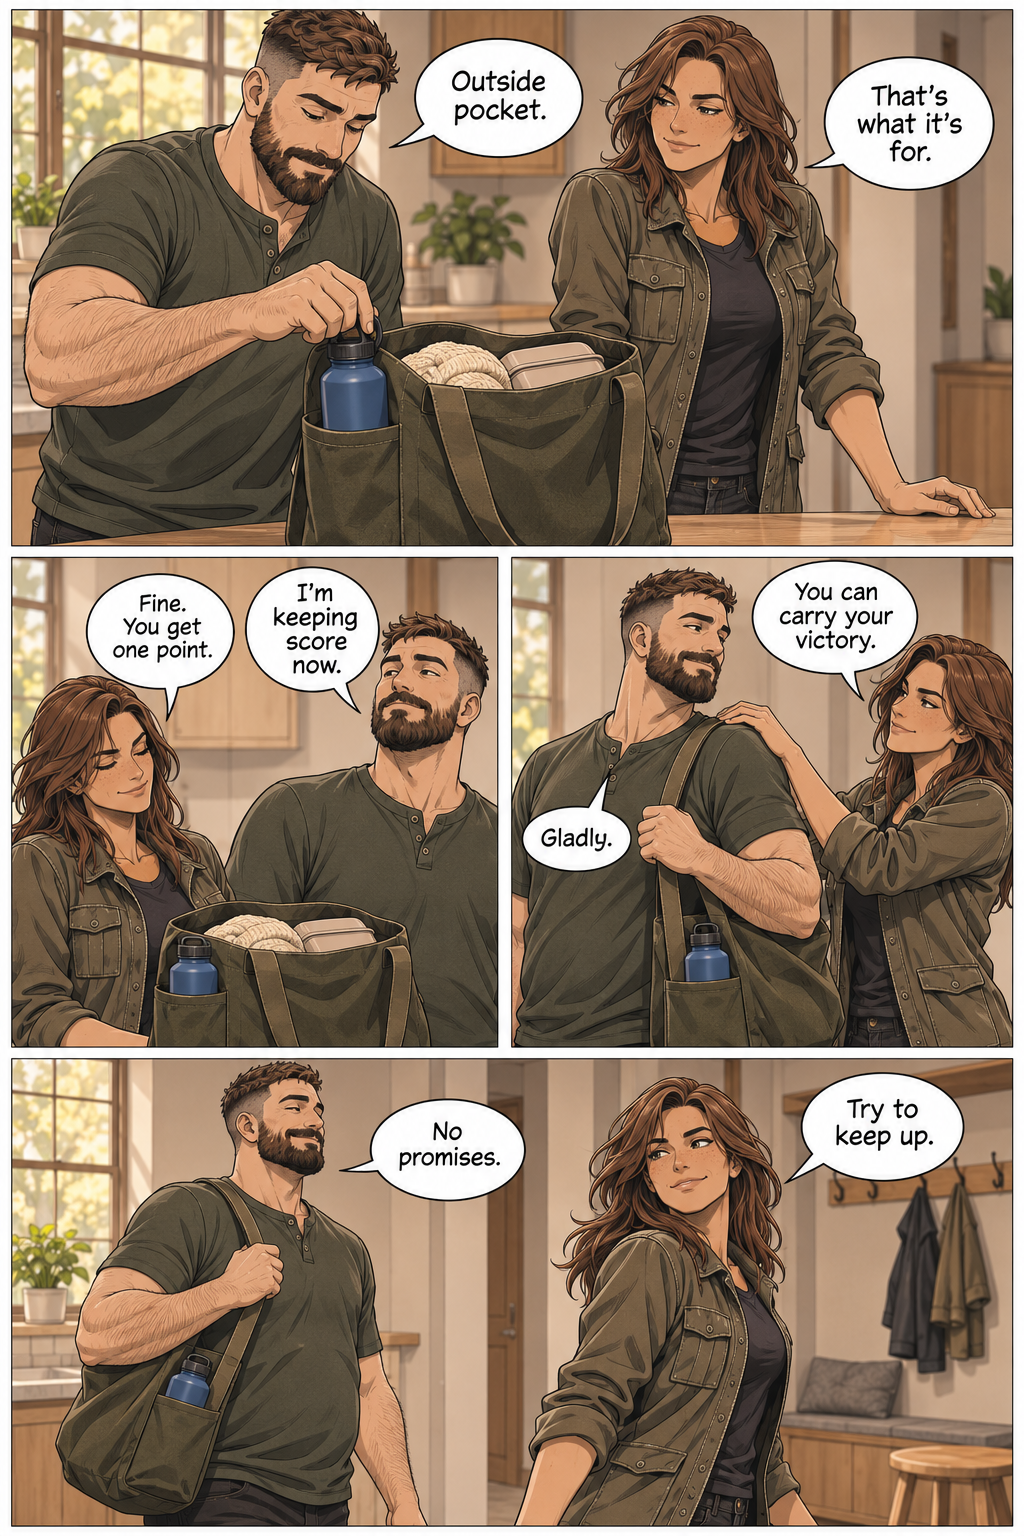 Outside
pocket.
That's
what it's
for.
Fine.
You get
one point.
I'm
keeping
score
now.
You can
carry your
victory.
Gladly.
No
promises.
Try to
keep up.